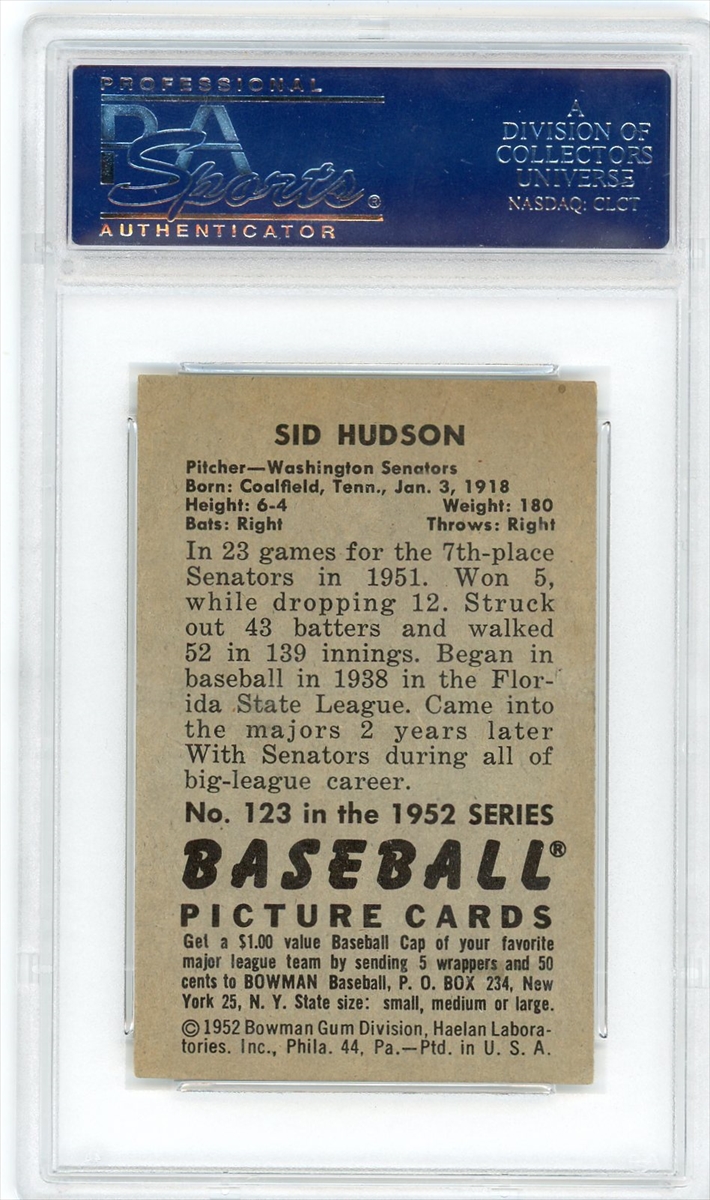 PROFESSIONAL
PSA
Sports®
AUTHENTICATOR
A
DIVISION OF
COLLECTORS
UNIVERSE
NASDAQ: CLCT
SID HUDSON
Pitcher—Washington Senators
Born: Coalfield, Tenn., Jan. 3, 1918
Height: 6-4 Weight: 180
Bats: Right Throws: Right
In 23 games for the 7th-place
Senators in 1951. Won 5,
while dropping 12. Struck
out 43 batters and walked
52 in 139 innings. Began in
baseball in 1938 in the Flor-
ida State League. Came into
the majors 2 years later
With Senators during all of
big-league career.
No. 123 in the 1952 SERIES
BASEBALL®
PICTURE CARDS
Get a $1.00 value Baseball Cap of your favorite
major league team by sending 5 wrappers and 50
cents to BOWMAN Baseball, P. O. BOX 234, New
York 25, N. Y. State size: small, medium or large.
©1952 Bowman Gum Division, Haelan Labora-
tories. Inc., Phila. 44, Pa.—Ptd. in U. S. A.